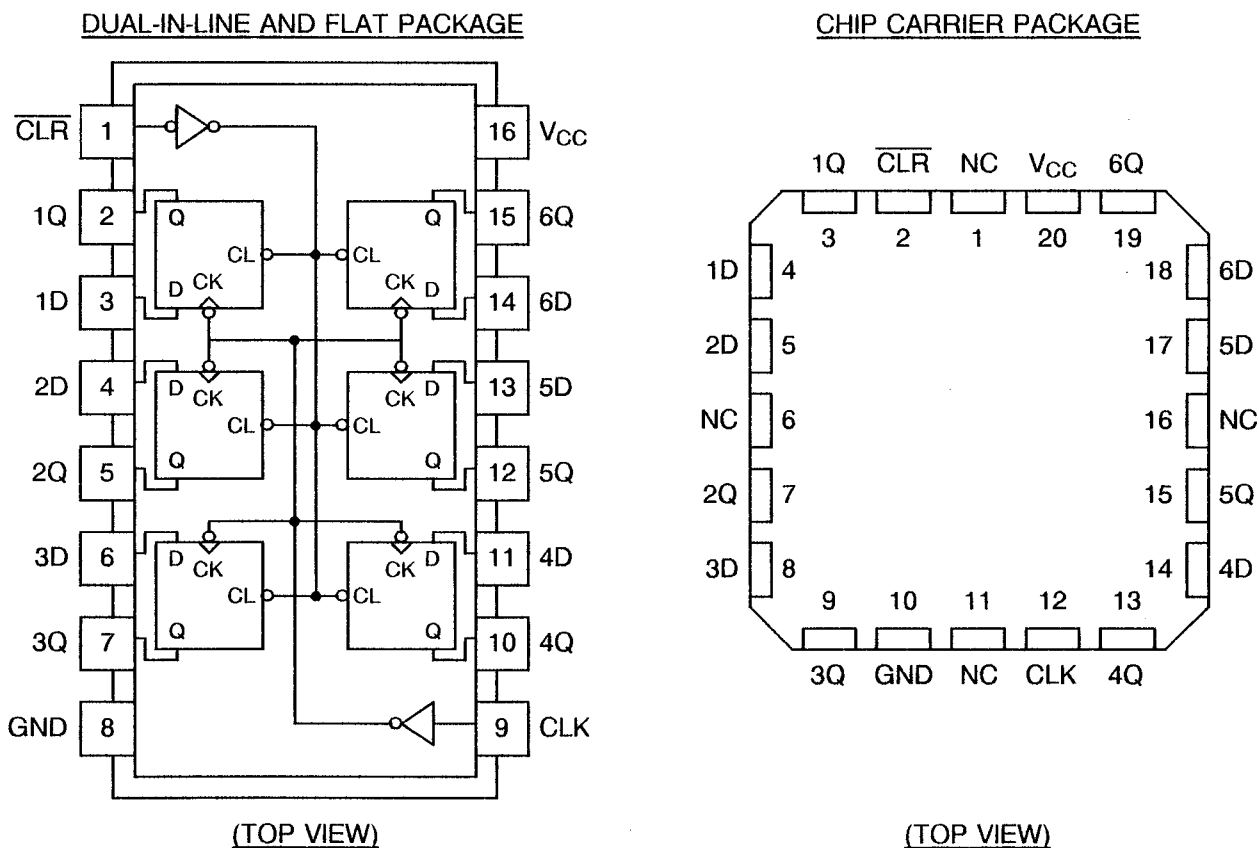 DUAL-IN-LINE AND FLAT PACKAGE
CLR 1 16 VCC
1Q 2 Q Q 15 6Q
CL CL
1D 3 D CK CK D 14 6D
2D 4 D CK CK D 13 5D
CL CL
2Q 5 Q Q 12 5Q
3D 6 D CK CK D 11 4D
CL CL
3Q 7 Q Q 10 4Q
GND 8 9 CLK
(TOP VIEW)
CHIP CARRIER PACKAGE
1Q CLR NC VCC 6Q
3 2 1 20 19
1D 4 18 6D
2D 5 17 5D
NC 6 16 NC
2Q 7 15 5Q
3D 8 14 4D
9 10 11 12 13
3Q GND NC CLK 4Q
(TOP VIEW)